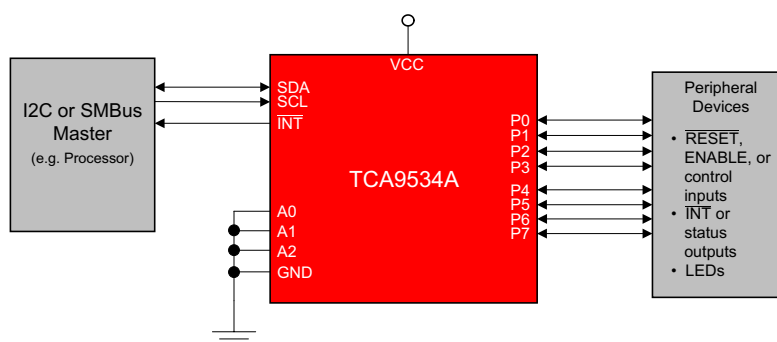 VCC
I2C or SMBus
Master
(e.g. Processor)
SDA
SCL
INT
A0
A1
A2
GND
TCA9534A
P0
P1
P2
P3
P4
P5
P6
P7
Peripheral
Devices
• RESET,
ENABLE, or
control
inputs
• INT or
status
outputs
• LEDs